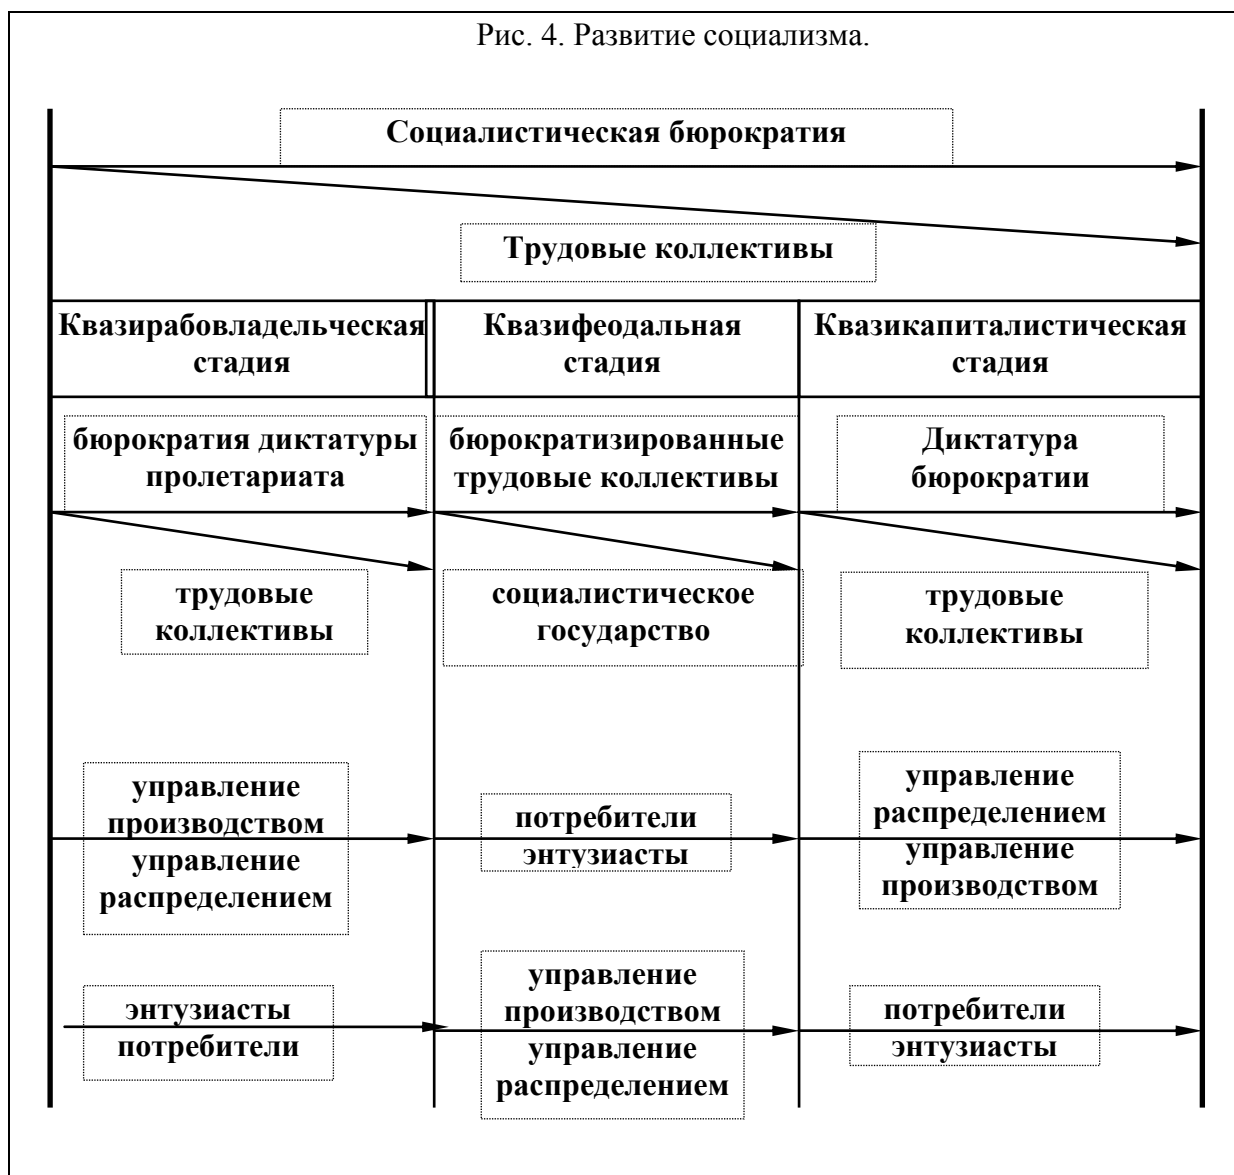 Рис. 4. Развитие социализма.
Социалистическая бюрократия
Трудовые коллективы
Квазирабовладельческая
стадия
Квазифеодальная
стадия
Квазикапиталистическая
стадия
бюрократия диктатуры
пролетариата
бюрократизированные
трудовые коллективы
Диктатура
бюрократии
трудовые
коллективы
социалистическое
государство
трудовые
коллективы
управление
производством
управление
распределением
потребители
энтузиасты
управление
распределением
управление
производством
энтузиасты
потребители
управление
производством
управление
распределением
потребители
энтузиасты